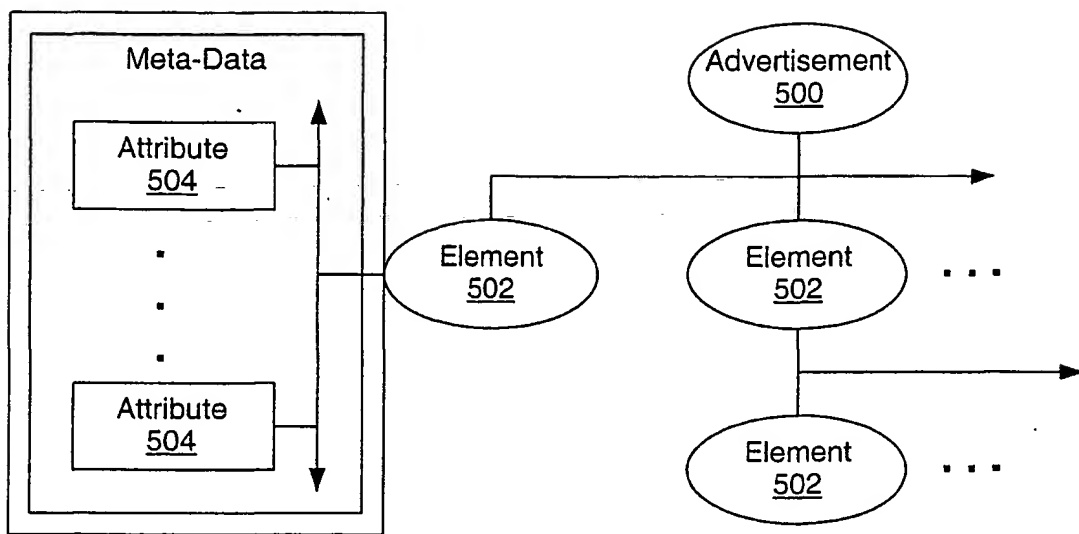 Meta-Data
Attribute
504
Attribute
504
Element
502
Advertisement
500
Element
502
Element
502